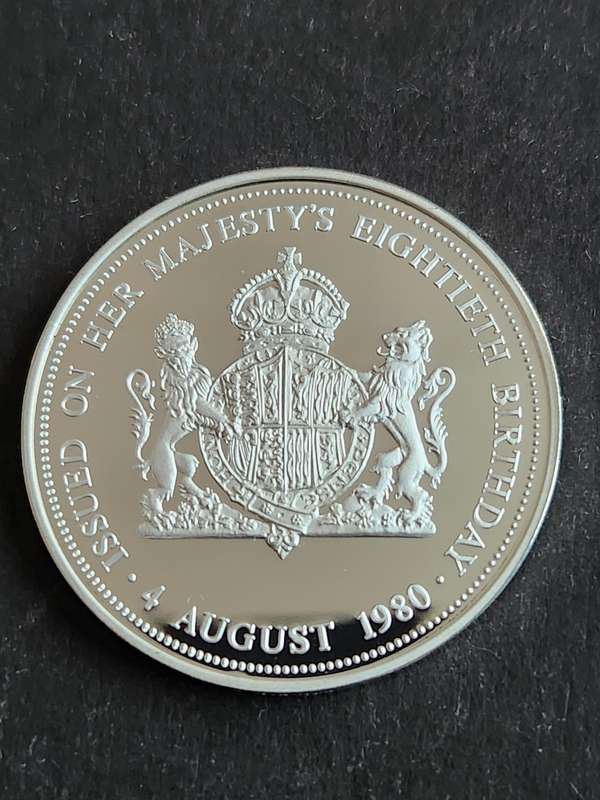 · ISSUED ON HER MAJESTY'S EIGHTIETH BIRTHDAY ·
4 AUGUST 1980